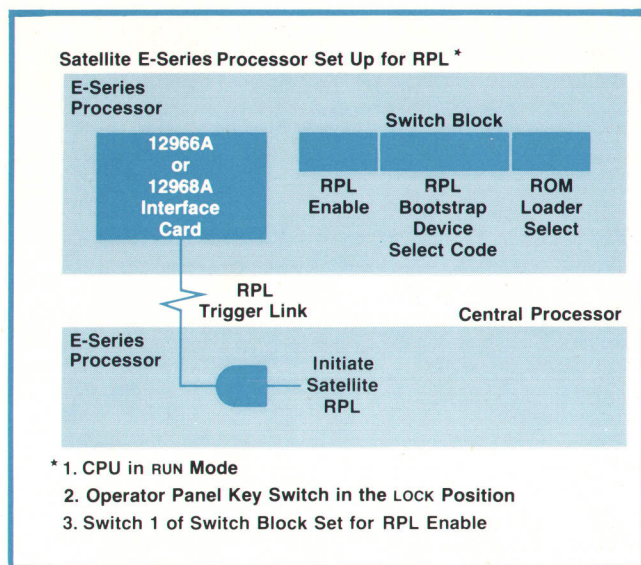 Satellite E-Series Processor Set Up for RPL*
E-Series
Processor
12966A
or
12968A
Interface
Card
Switch Block
RPL
Enable
RPL
Bootstrap
Device
Select Code
ROM
Loader
Select
RPL
Trigger Link
Central Processor
E-Series
Processor
Initiate
Satellite
RPL
* 1. CPU in RUN Mode
2. Operator Panel Key Switch in the LOCK Position
3. Switch 1 of Switch Block Set for RPL Enable